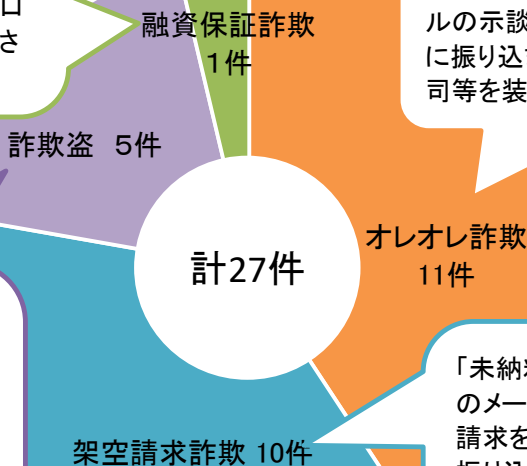 ロ
さ
融資保証詐欺
1件
ルの示談
に振り込
司等を装
詐欺盗 5件
計27件
オレオレ詐欺
11件
「未納
のメー
請求を
架空請求詐欺 10件